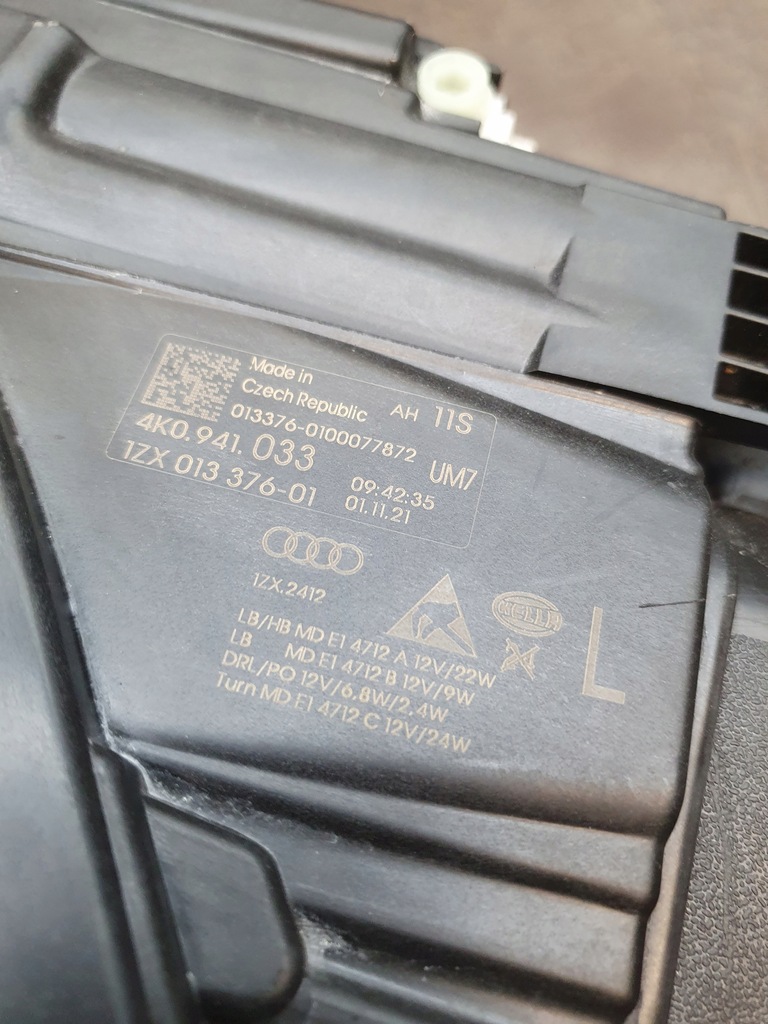 Made in
Czech Republic AH 11S
013376-0100077872
4K0.941.033 UM7
1ZX 013 376-01 09:42:35
01.11.21
1ZX.2412
HELLA
L
LB/HB MD E1 4712 A 12V/22W
LB MD E1 4712 B 12V/9W
DRL/PO 12V/6,8W/2,4W
Turn MD E1 4712 C 12V/24W